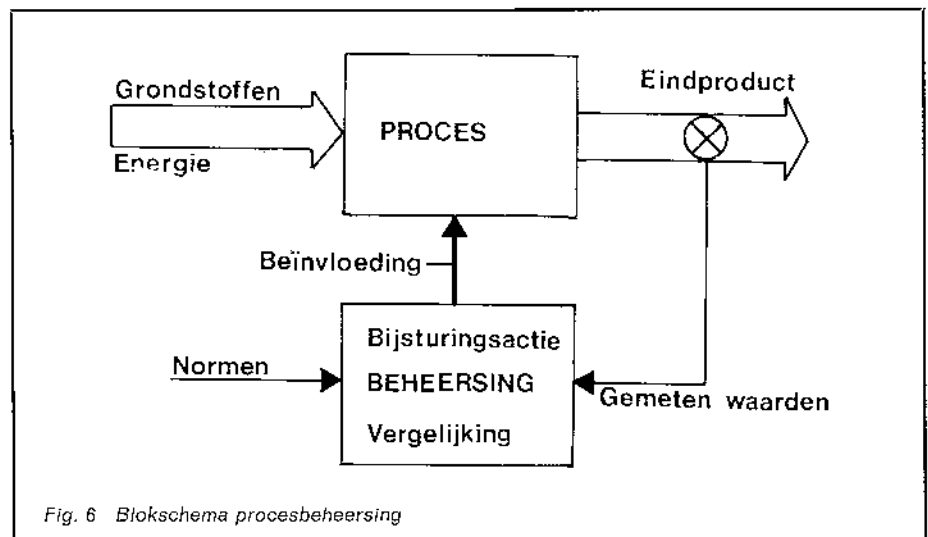 Grondstoffen
Energie
PROCES
Eindproduct
Beïnvloeding
Normen
Bijsturingsactie
BEHEERSING
Vergelijking
Gemeten waarden
Fig. 6 Blokschema procesbeheersing